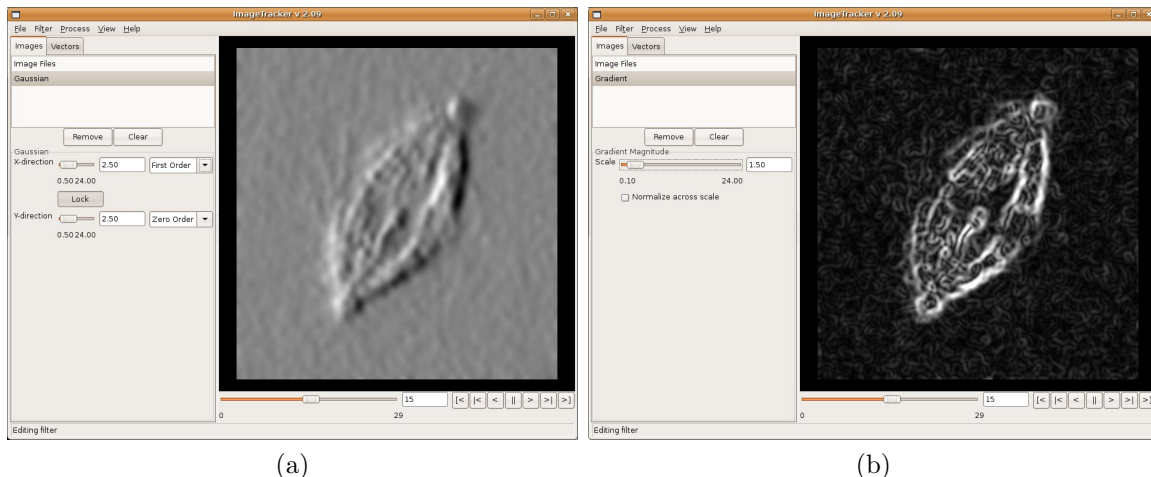 ImageTracker v 2.09
File Filter Process View Help
Images Vectors
Image Files
Gaussian
Remove Clear
Gaussian
X-direction 2.50 First Order
0.50 24.00
Lock
Y-direction 2.50 Zero Order
0.50 24.00
15 [< |< < || > >| >]
0 29
Editing filter
(a)
ImageTracker v 2.09
File Filter Process View Help
Images Vectors
Image Files
Gradient
Remove Clear
Gradient Magnitude
Scale 1.50
0.10 24.00
Normalize across scale
15 [< |< < || > >| >]
0 29
Editing filter
(b)